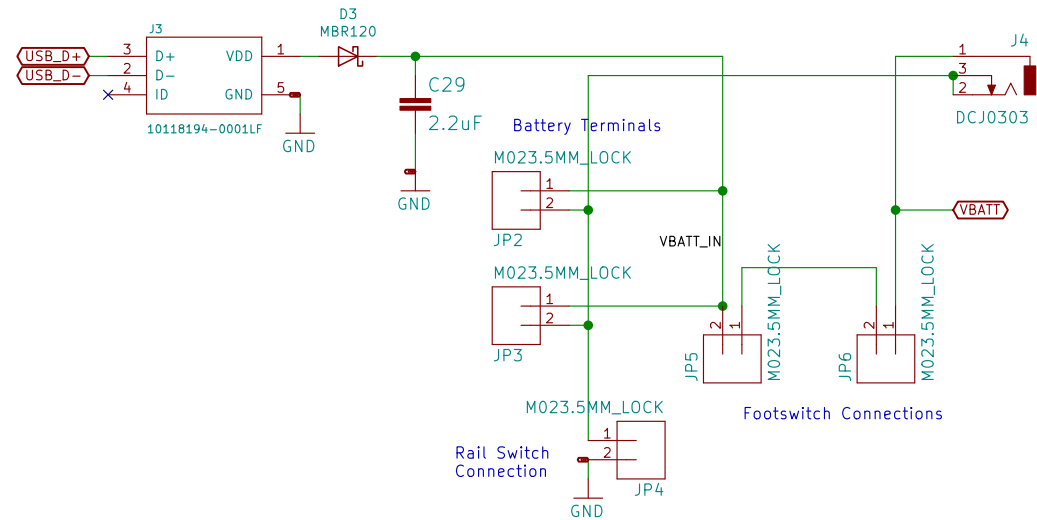 D3
MBR120
J3
USB_D+
3
D+
VDD
1
USB_D-
2
D-
4
ID
GND
5
10118194-0001LF
GND
C29
2.2uF
GND
Battery Terminals
M023.5MM_LOCK
1
2
JP2
VBATT_IN
M023.5MM_LOCK
1
2
JP3
J4
1
3
2
DCJ0303
VBATT
2
1
JP5
M023.5MM_LOCK
2
1
JP6
M023.5MM_LOCK
Footswitch Connections
M023.5MM_LOCK
1
2
JP4
Rail Switch
Connection
GND